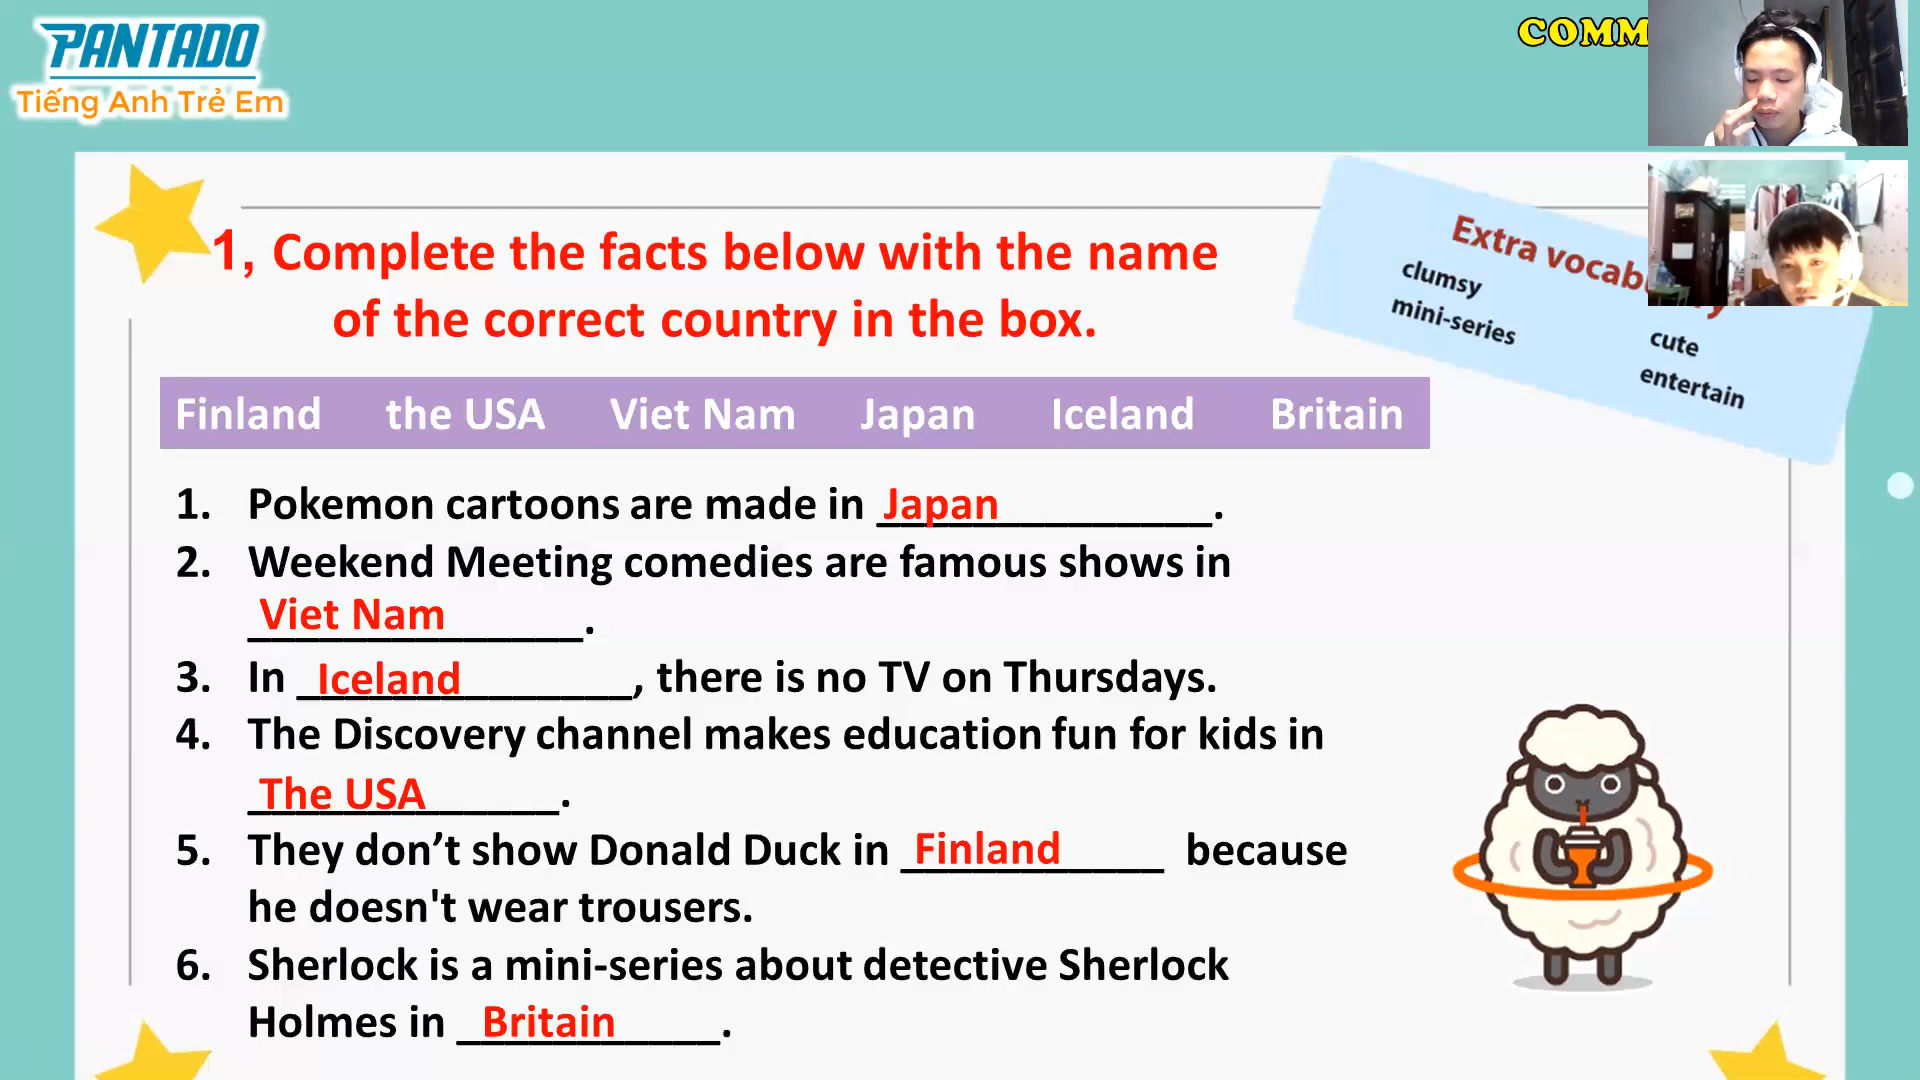 PANTADO
Tiếng Anh Trẻ Em
COMM
1, Complete the facts below with the name
of the correct country in the box.
Extra vocab
clumsy
mini-series
cute
entertain
Finland the USA Viet Nam Japan Iceland Britain
1. Pokemon cartoons are made in Japan.
2. Weekend Meeting comedies are famous shows in
Viet Nam.
3. In Iceland, there is no TV on Thursdays.
4. The Discovery channel makes education fun for kids in
The USA.
5. They don’t show Donald Duck in Finland because
he doesn't wear trousers.
6. Sherlock is a mini-series about detective Sherlock
Holmes in Britain.